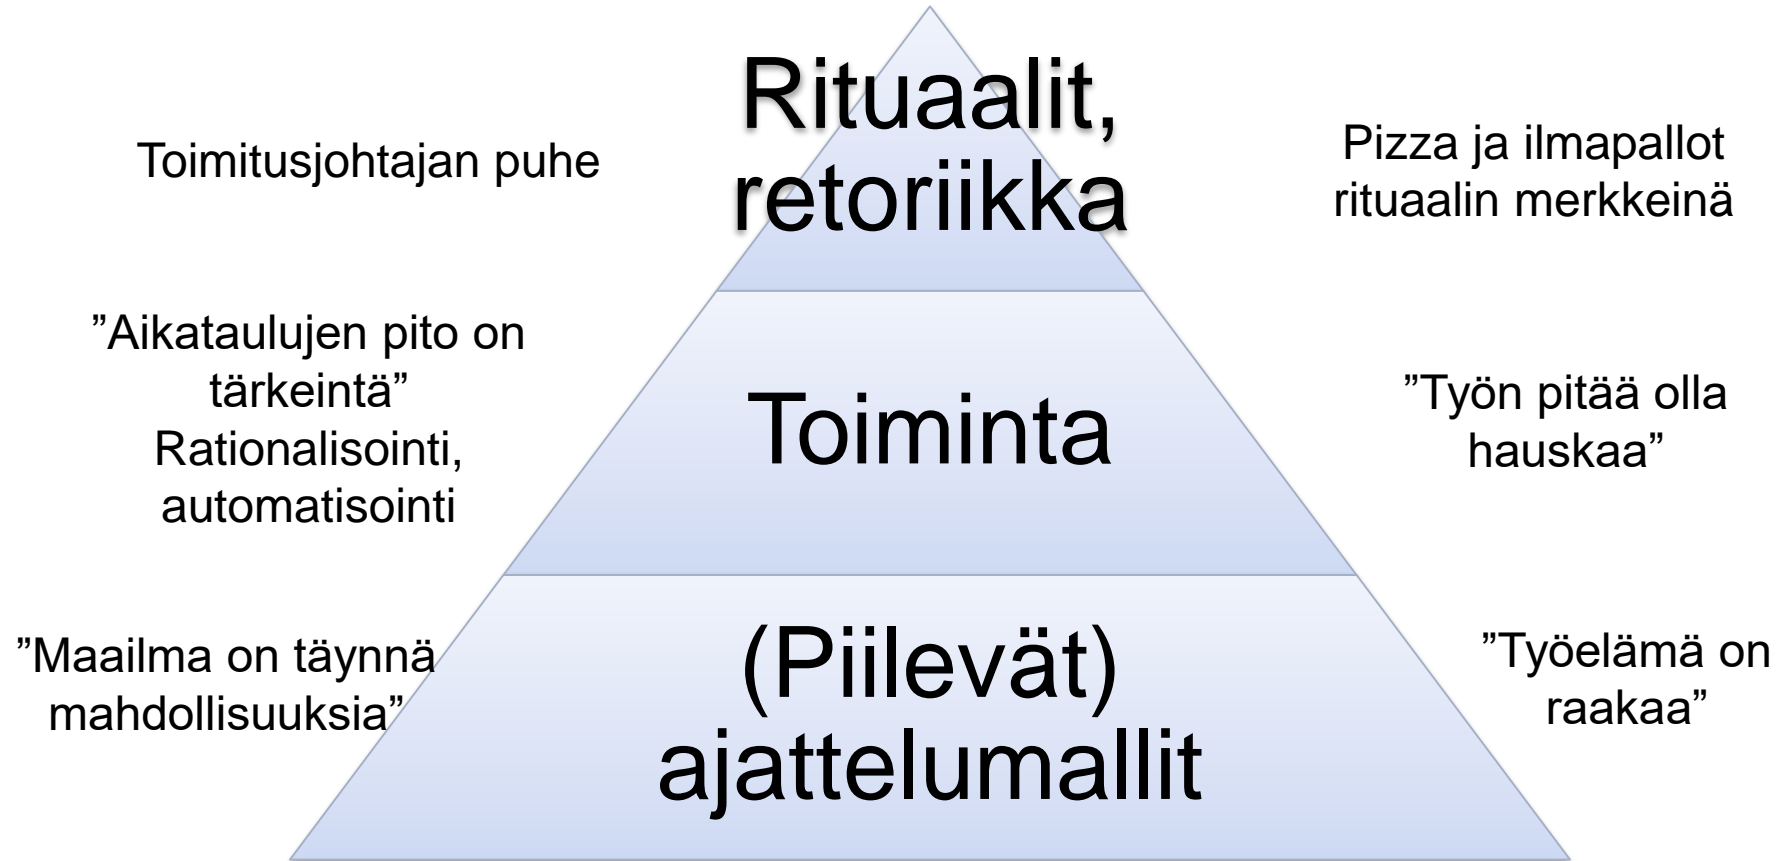 Rituaalit,
retoriikka
Toimitusjohtajan puhe
Pizza ja ilmapallot
rituaalin merkkeinä
”Aikataulujen pito on
tärkeintä”
Rationalisointi,
automatisointi
Toiminta
”Työn pitää olla
hauskaa”
”Maailma on täynnä
mahdollisuuksia”
(Piilevät)
ajattelumallit
”Työelämä on
raakaa”